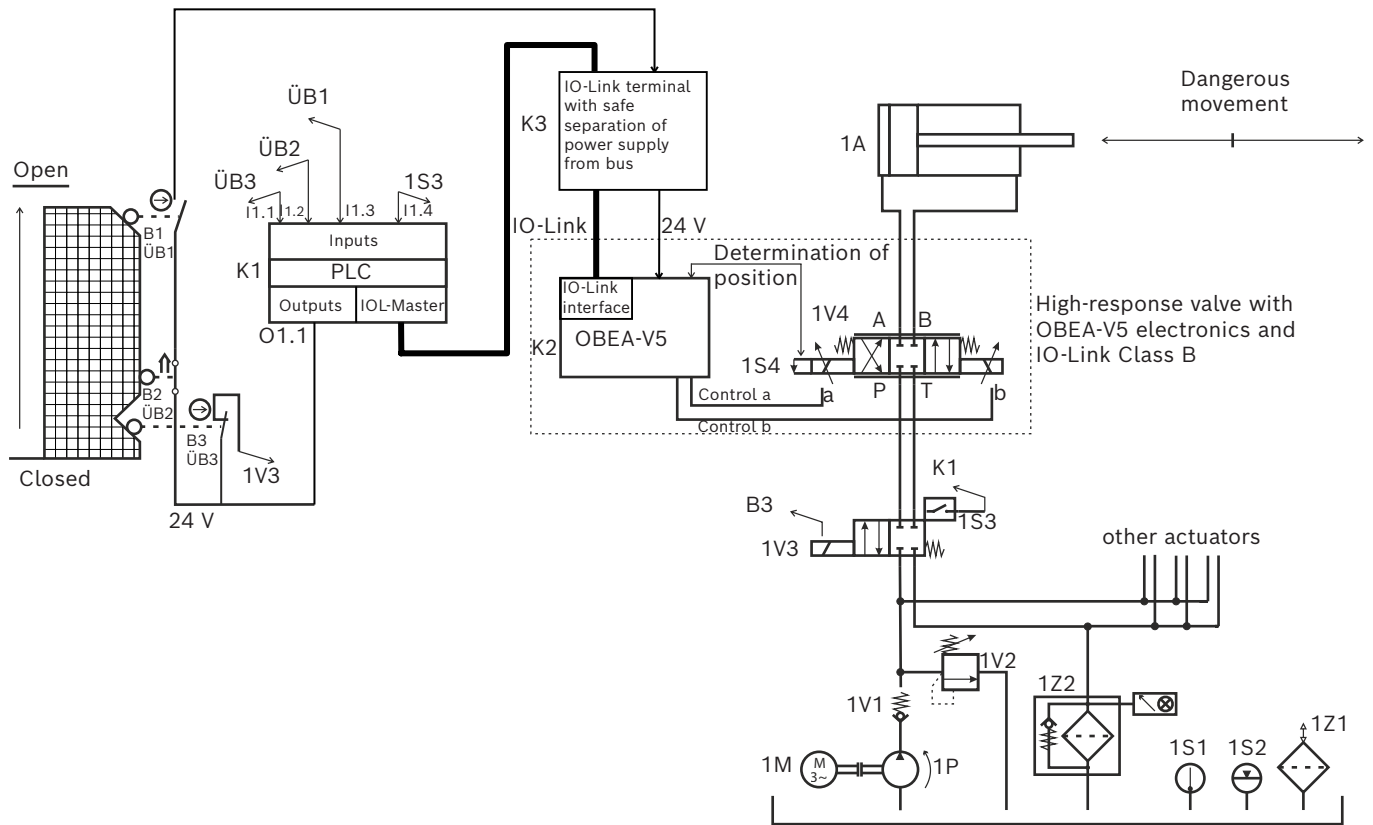 Open
B1
ÜB1
B2
ÜB2
B3
ÜB3
Closed
1V3
24 V
ÜB1
ÜB2
ÜB3
1S3
I1.1
I1.2
I1.3
I1.4
Inputs
K1
PLC
Outputs
IOL-Master
O1.1
K3
IO-Link terminal
with safe
separation of
power supply
from bus
IO-Link
24 V
Determination of
position
IO-Link
interface
K2
OBEA-V5
Control a
Control b
1V4
1S4
A
B
P
T
a
b
High-response valve with
OBEA-V5 electronics and
IO-Link Class B
1A
Dangerous
movement
K1
B3
1S3
1V3
other actuators
1V2
1V1
1Z2
1M
M
3~
1P
1S1
1S2
1Z1